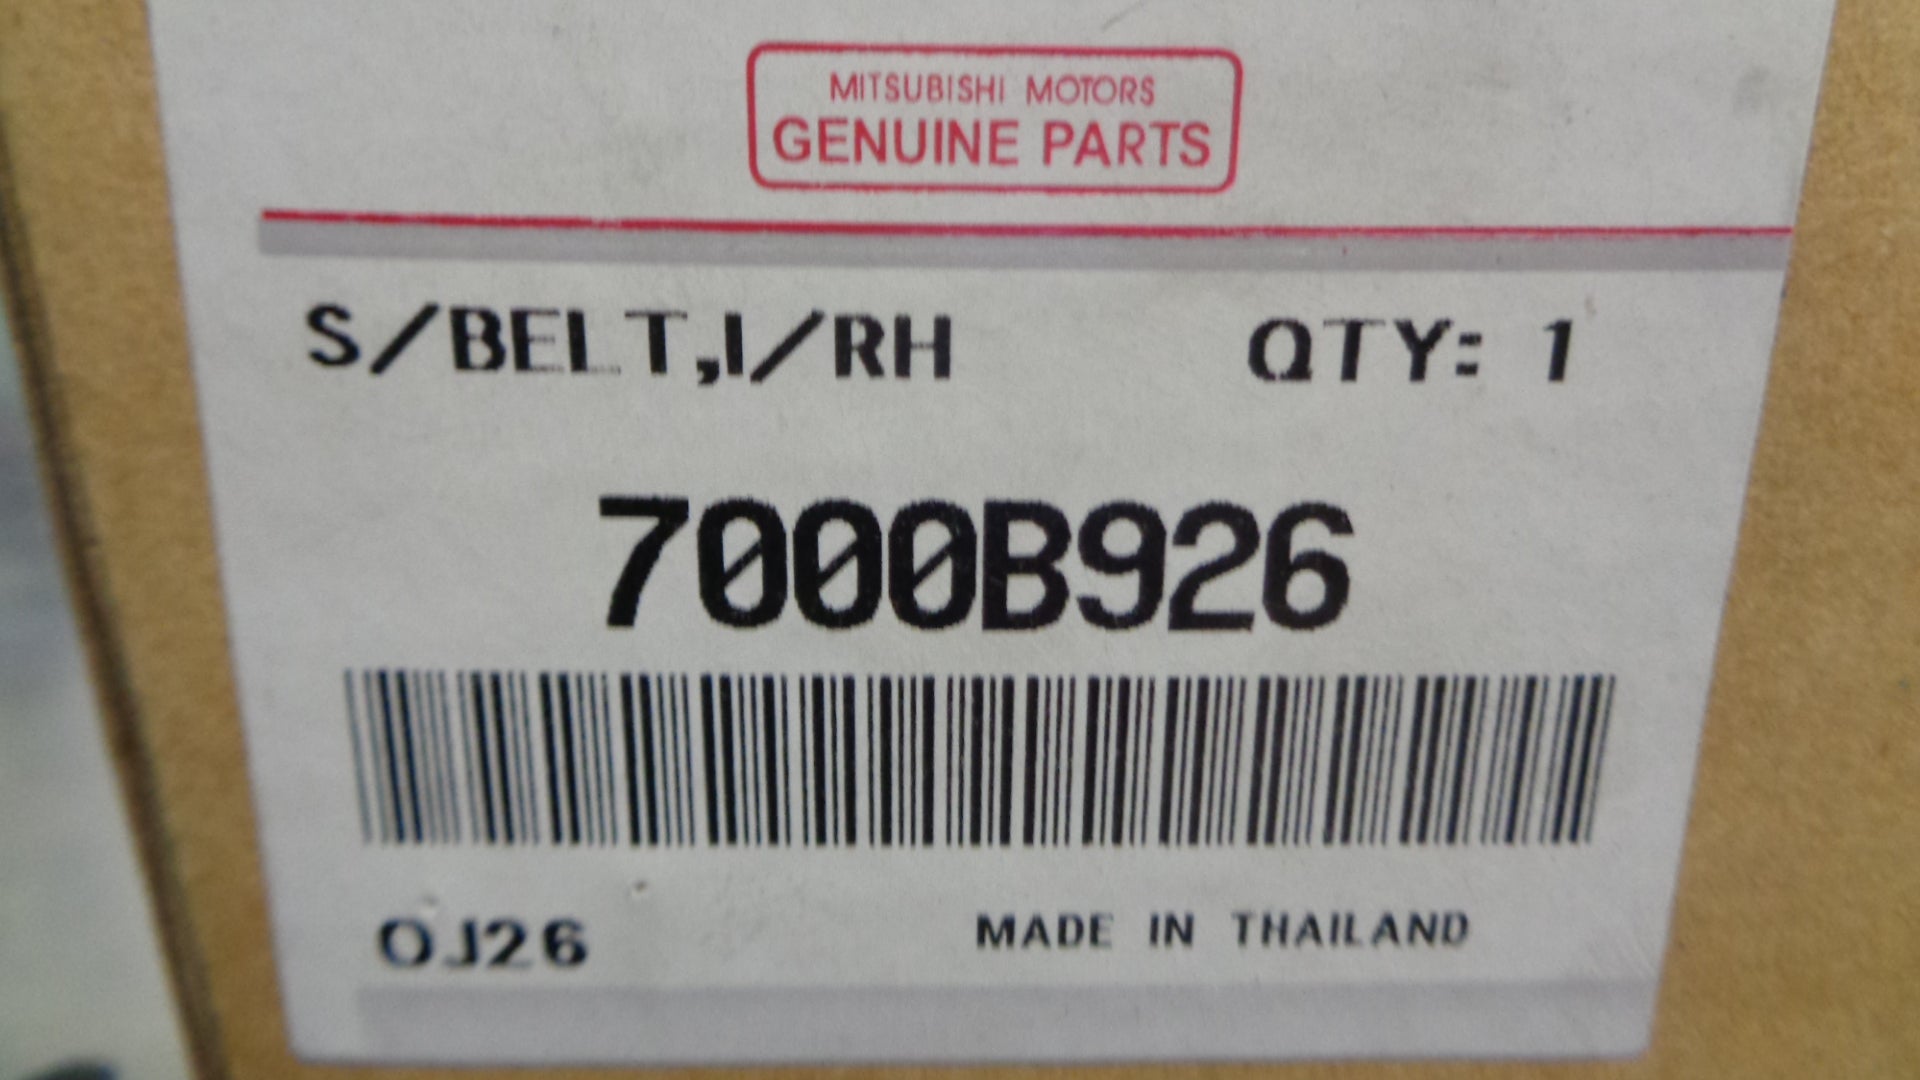 MITSUBISHI MOTORS
GENUINE PARTS
S/BELT,I/RH QTY: 1
7000B926
OJ26 MADE IN THAILAND